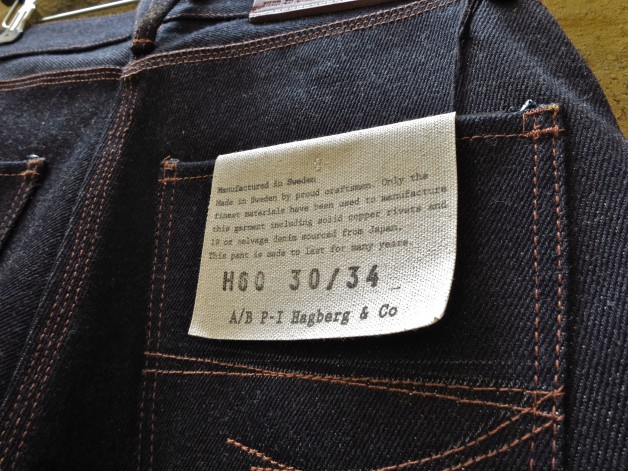 Manufactured in Sweden
Made in Sweden by proud craftsmen. Only the
finest materials have been used to manufacture
this garment including solid copper rivets and
19 oz selvage denim sourced from Japan.
This pant is made to last for many years.
H60 30/34
A/B P-I Hagberg & Co